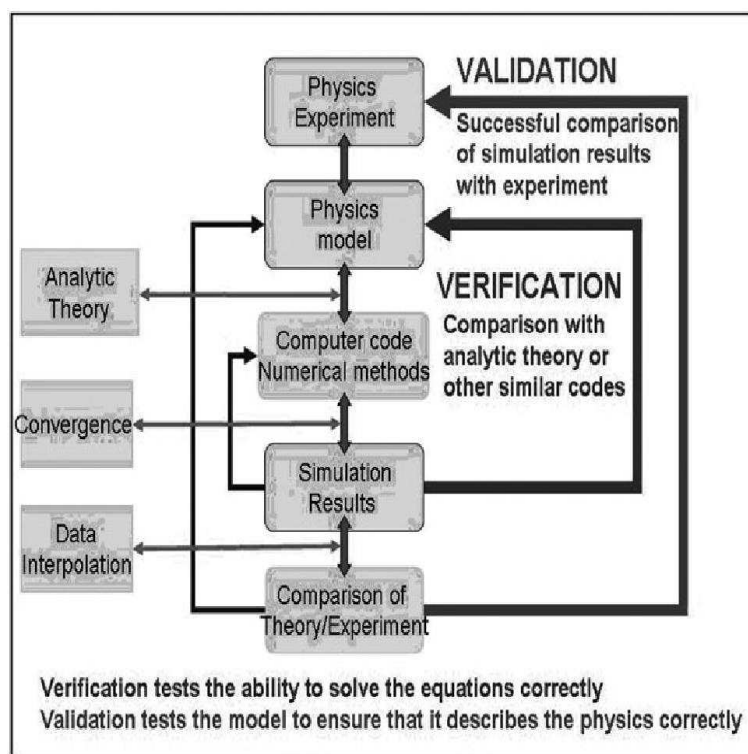 Physics
Experiment
VALIDATION
Successful comparison
of simulation results
with experiment
Physics
model
Analytic
Theory
VERIFICATION
Comparison with
analytic theory or
other similar codes
Computer code
Numerical methods
Convergence
Simulation
Results
Data
Interpolation
Comparison of
Theory/Experiment
Verification tests the ability to solve the equations correctly
Validation tests the model to ensure that it describes the physics correctly